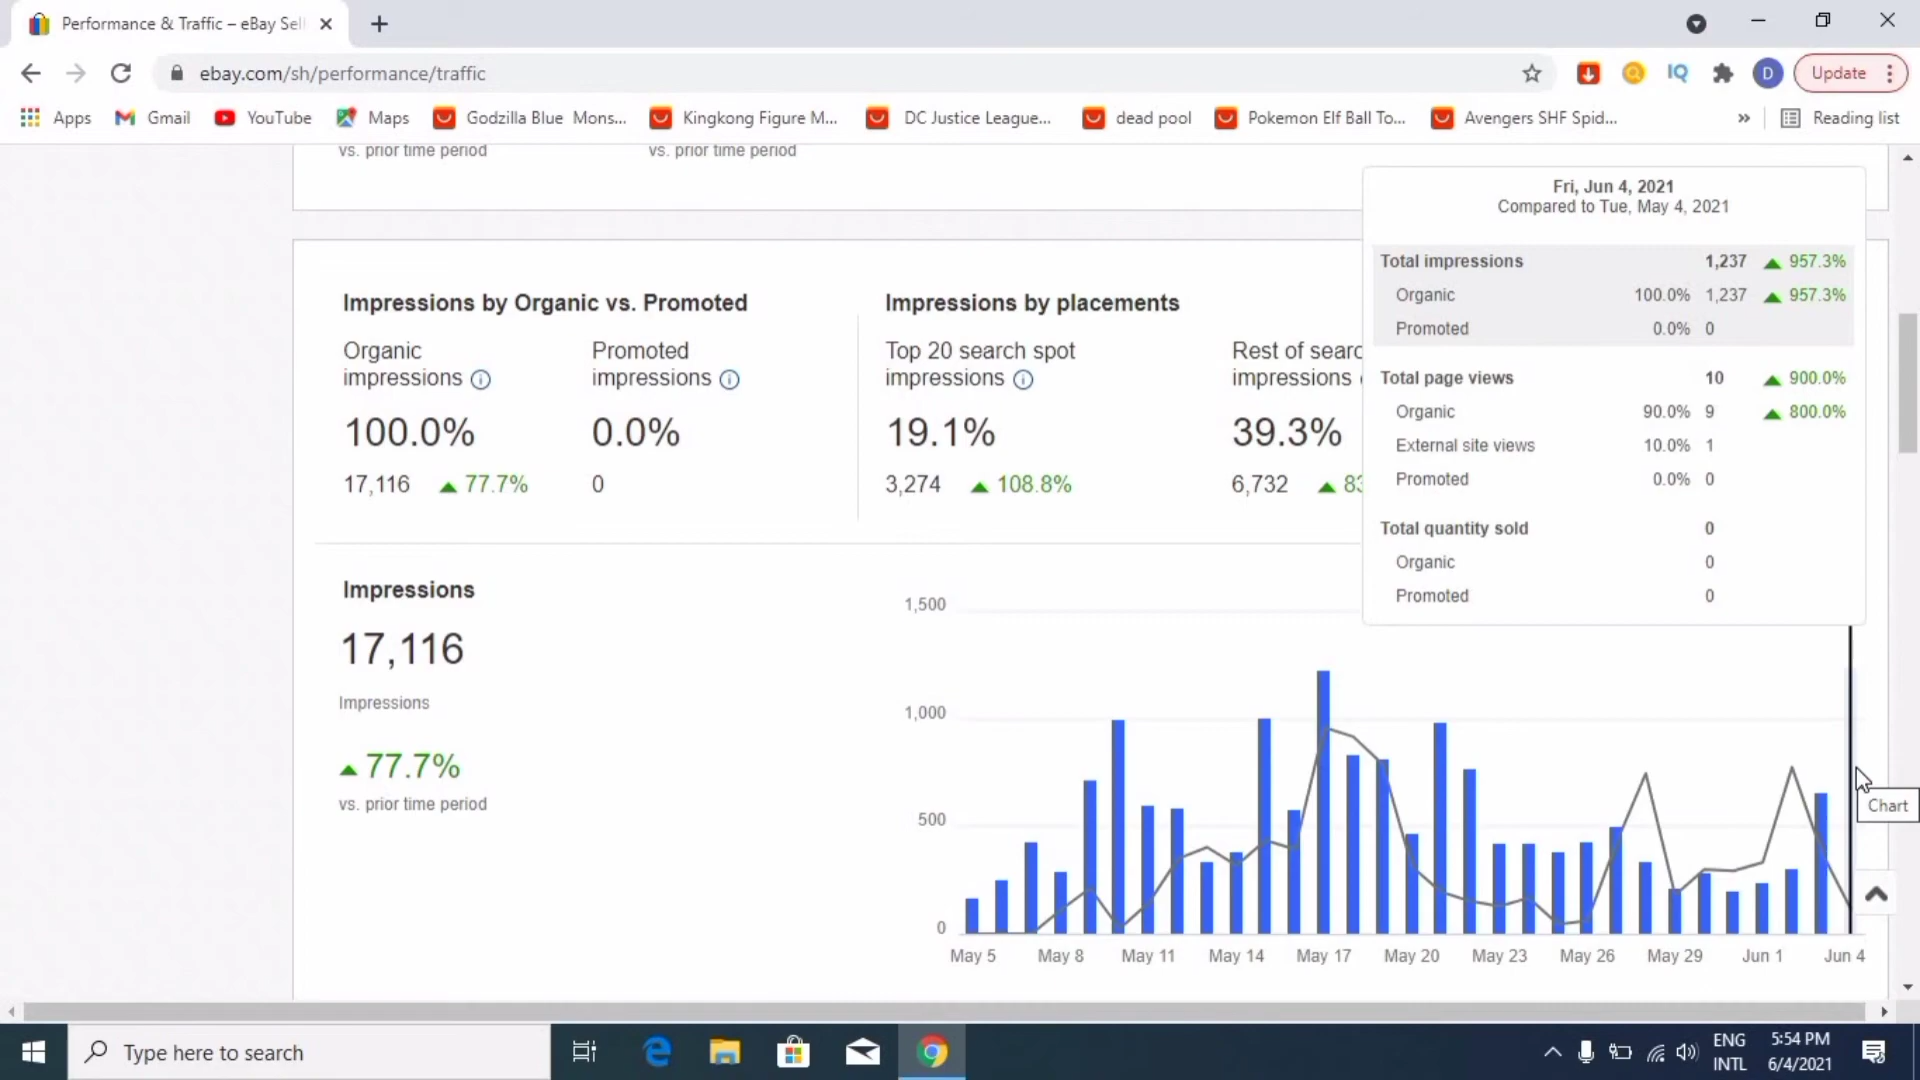 Performance & Traffic – eBay Sell
ebay.com/sh/performance/traffic
IQ
D
Update
Apps
Gmail
YouTube
Maps
Godzilla Blue Mons...
Kingkong Figure M...
DC Justice League...
dead pool
Pokemon Elf Ball To...
Avengers SHF Spid...
»
Reading list
vs. prior time period
vs. prior time period
Fri, Jun 4, 2021
Compared to Tue, May 4, 2021
Total impressions 1,237 957.3%
Organic 100.0% 1,237 957.3%
Promoted 0.0% 0
Total page views 10 900.0%
Organic 90.0% 9 800.0%
External site views 10.0% 1
Promoted 0.0% 0
Total quantity sold 0
Organic 0
Promoted 0
Impressions by Organic vs. Promoted
Organic
impressions
100.0%
17,116 77.7%
Promoted
impressions
0.0%
0
Impressions by placements
Top 20 search spot
impressions
19.1%
3,274 108.8%
Rest of searc
impressions
39.3%
6,732 83
Impressions
17,116
Impressions
77.7%
vs. prior time period
1,500
1,000
500
0
May 5
May 8
May 11
May 14
May 17
May 20
May 23
May 26
May 29
Jun 1
Jun 4
Chart
Type here to search
ENG
INTL
5:54 PM
6/4/2021